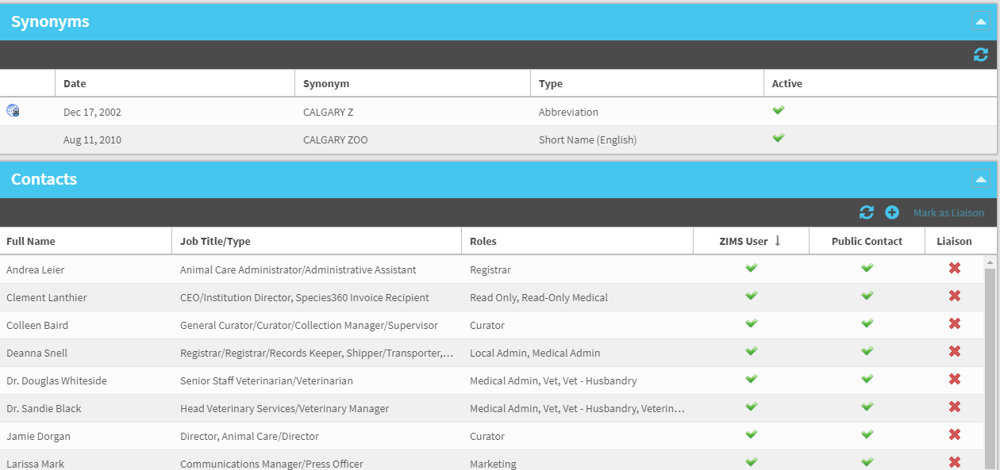 Synonyms
Date Synonym Type Active
Dec 17, 2002 CALGARY Z Abbreviation
Aug 11, 2010 CALGARY ZOO Short Name (English)
Contacts
Mark as Liaison
Full Name Job Title/Type Roles ZIMS User Public Contact Liaison
Andrea Leier Animal Care Administrator/Administrative Assistant Registrar
Clement Lanthier CEO/Institution Director, Species360 Invoice Recipient Read Only, Read-Only Medical
Colleen Baird General Curator/Curator/Collection Manager/Supervisor Curator
Deanna Snell Registrar/Registrar/Records Keeper, Shipper/Transporter,... Local Admin, Medical Admin
Dr. Douglas Whiteside Senior Staff Veterinarian/Veterinarian Medical Admin, Vet, Vet - Husbandry
Dr. Sandie Black Head Veterinary Services/Veterinary Manager Medical Admin, Vet, Vet - Husbandry, Veterin...
Jamie Dorgan Director, Animal Care/Director Curator
Larissa Mark Communications Manager/Press Officer Marketing